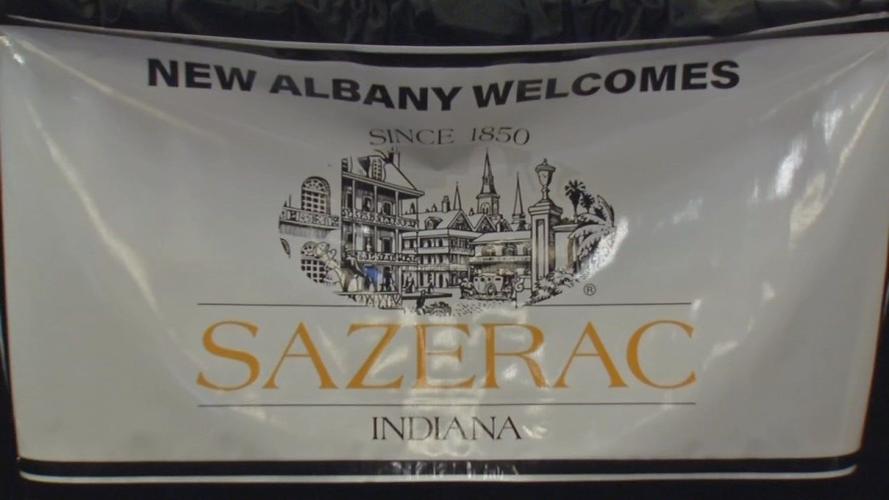 NEW ALBANY WELCOMES
SINCE 1850
®
SAZERAC
INDIANA